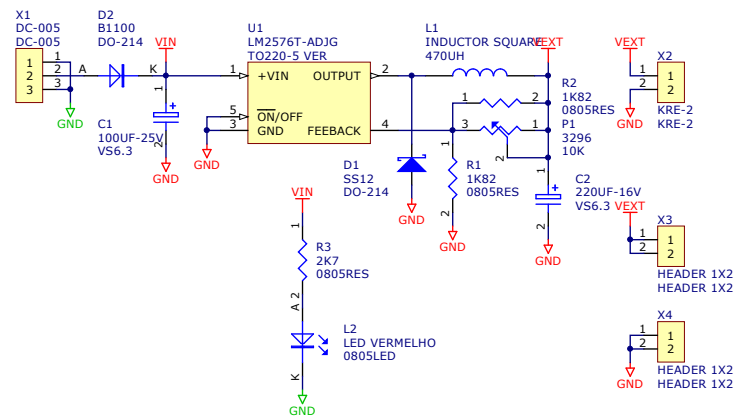 X1
DC-005
DC-005
1
2
3
GND
A
D2
B1100
DO-214
K
VIN
1
C1
100UF-25V
VS6.3
2
GND
U1
LM2576T-ADJG
TO220-5 VER
1
+VIN
OUTPUT
2
5
ON/OFF
3
GND
FEEBACK
4
GND
L1
INDUCTOR SQUARE
470UH
VEXT
R2
1K82
0805RES
1
2
P1
3296
10K
3
1
2
D1
SS12
DO-214
GND
R1
1K82
0805RES
1
2
GND
C2
220UF-16V
VS6.3
1
2
GND
VIN
1
R3
2K7
0805RES
A 2
L2
LED VERMELHO
0805LED
K
GND
VEXT
X2
1
2
1
2
GND
KRE-2
KRE-2
VEXT
X3
1
2
1
2
HEADER 1X2
HEADER 1X2
X4
1
2
1
2
GND
HEADER 1X2
HEADER 1X2